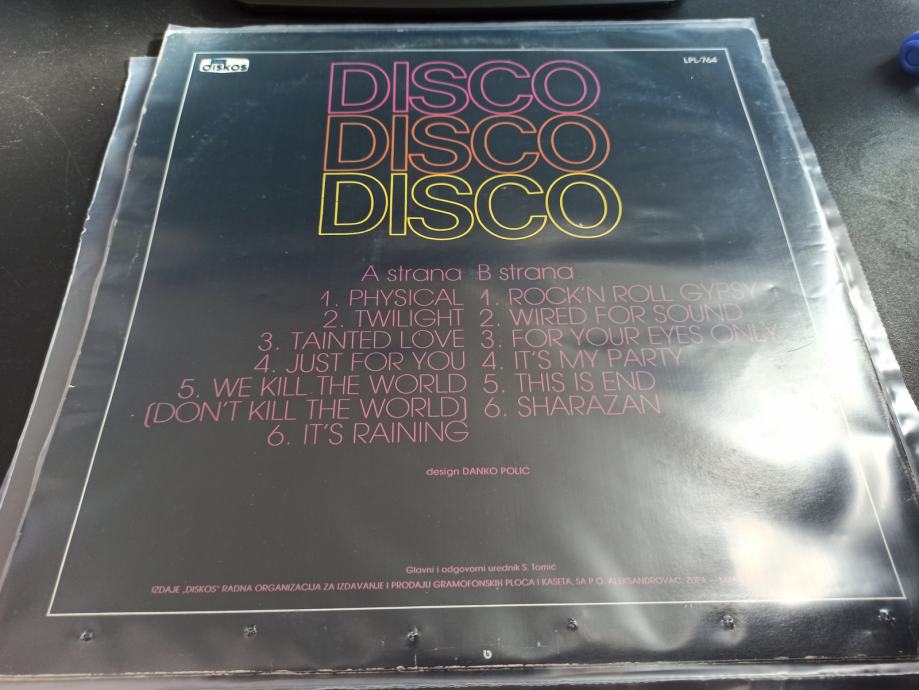 diskos
LPL-764
DISCO
DISCO
DISCO
A strana
1. PHYSICAL
2. TWILIGHT
3. TAINTED LOVE
4. JUST FOR YOU
5. WE KILL THE WORLD
(DON'T KILL THE WORLD)
6. IT'S RAINING
B strana
1. ROCK'N ROLL GYPSY
2. WIRED FOR SOUND
3. FOR YOUR EYES ONLY
4. IT'S MY PARTY
5. THIS IS END
6. SHARAZAN
design DANKO POLIĆ
Glavni i odgovorni urednik S. Tomić
IZDAJE „DISKOS" RADNA ORGANIZACIJA ZA IZDAVANJE I PRODAJU GRAMOFONSKIH PLOCA I KASETA, SA P.O. ALEKSANDROVAC, ŽUPA —